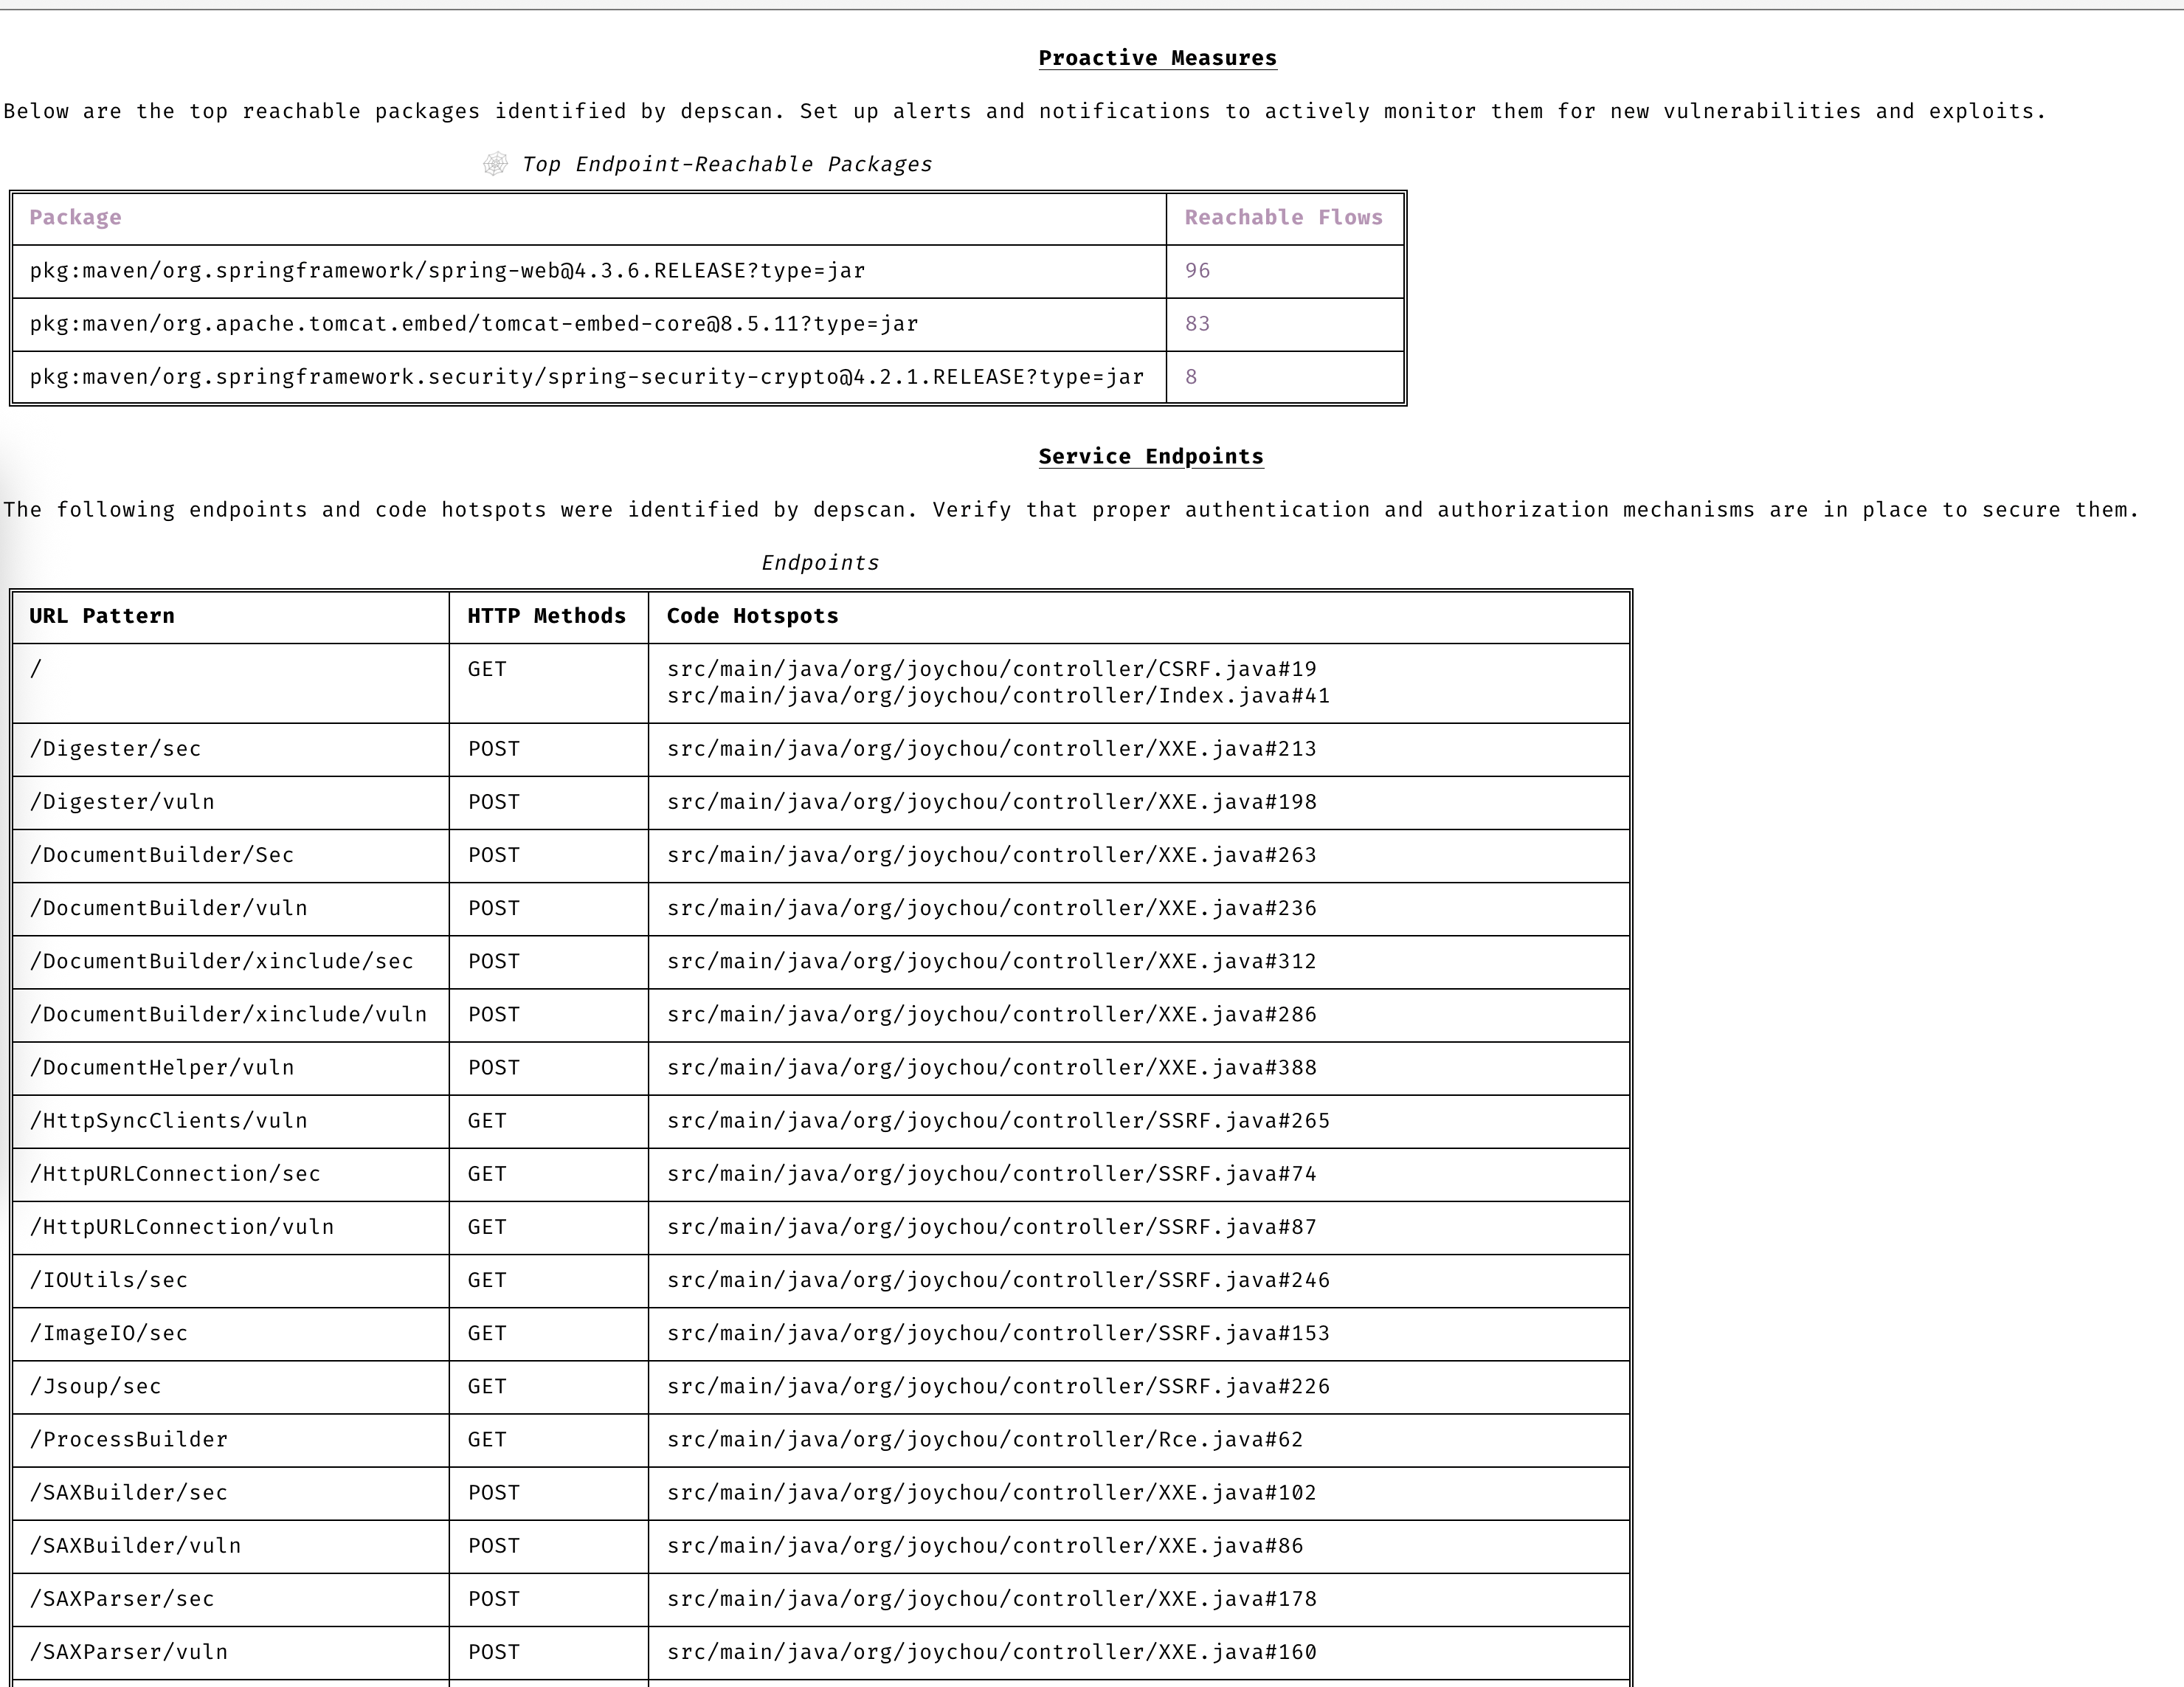 Proactive Measures
Below are the top reachable packages identified by depscan. Set up alerts and notifications to actively monitor them for new vulnerabilities and exploits.
Top Endpoint-Reachable Packages
Package Reachable Flows
pkg:maven/org.springframework/spring-web@4.3.6.RELEASE?type=jar 96
pkg:maven/org.apache.tomcat.embed/tomcat-embed-core@8.5.11?type=jar 83
pkg:maven/org.springframework.security/spring-security-crypto@4.2.1.RELEASE?type=jar 8
Service Endpoints
The following endpoints and code hotspots were identified by depscan. Verify that proper authentication and authorization mechanisms are in place to secure them.
Endpoints
URL Pattern HTTP Methods Code Hotspots
/ GET src/main/java/org/joychou/controller/CSRF.java#19
src/main/java/org/joychou/controller/Index.java#41
/Digester/sec POST src/main/java/org/joychou/controller/XXE.java#213
/Digester/vuln POST src/main/java/org/joychou/controller/XXE.java#198
/DocumentBuilder/Sec POST src/main/java/org/joychou/controller/XXE.java#263
/DocumentBuilder/vuln POST src/main/java/org/joychou/controller/XXE.java#236
/DocumentBuilder/xinclude/sec POST src/main/java/org/joychou/controller/XXE.java#312
/DocumentBuilder/xinclude/vuln POST src/main/java/org/joychou/controller/XXE.java#286
/DocumentHelper/vuln POST src/main/java/org/joychou/controller/XXE.java#388
/HttpSyncClients/vuln GET src/main/java/org/joychou/controller/SSRF.java#265
/HttpURLConnection/sec GET src/main/java/org/joychou/controller/SSRF.java#74
/HttpURLConnection/vuln GET src/main/java/org/joychou/controller/SSRF.java#87
/IOUtils/sec GET src/main/java/org/joychou/controller/SSRF.java#246
/ImageIO/sec GET src/main/java/org/joychou/controller/SSRF.java#153
/Jsoup/sec GET src/main/java/org/joychou/controller/SSRF.java#226
/ProcessBuilder GET src/main/java/org/joychou/controller/Rce.java#62
/SAXBuilder/sec POST src/main/java/org/joychou/controller/XXE.java#102
/SAXBuilder/vuln POST src/main/java/org/joychou/controller/XXE.java#86
/SAXParser/sec POST src/main/java/org/joychou/controller/XXE.java#178
/SAXParser/vuln POST src/main/java/org/joychou/controller/XXE.java#160